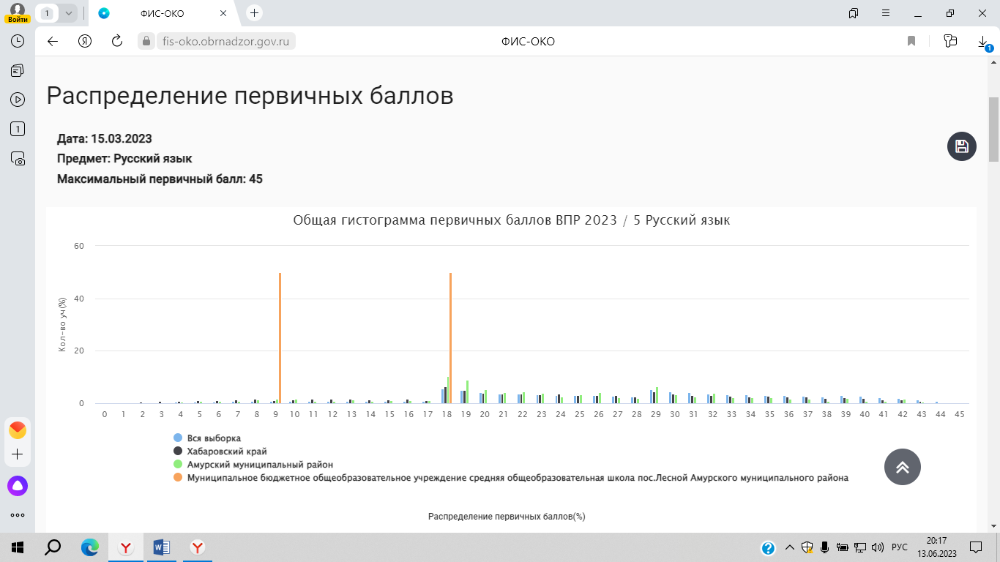 Войти
1
ФИС-ОКО
fis-oko.obrnadzor.gov.ru
ФИС-ОКО
1
1
Распределение первичных баллов
Дата: 15.03.2023
Предмет: Русский язык
Максимальный первичный балл: 45
Общая гистограмма первичных баллов ВПР 2023 / 5 Русский язык
Кол-во уч(%)
60
40
20
0
0 1 2 3 4 5 6 7 8 9 10 11 12 13 14 15 16 17 18 19 20 21 22 23 24 25 26 27 28 29 30 31 32 33 34 35 36 37 38 39 40 41 42 43 44 45
Вся выборка
Хабаровский край
Амурский муниципальный район
Муниципальное бюджетное общеобразовательное учреждение средняя общеобразовательная школа пос.Лесной Амурского муниципального района
Распределение первичных баллов(%)
РУС
20:17
13.06.2023